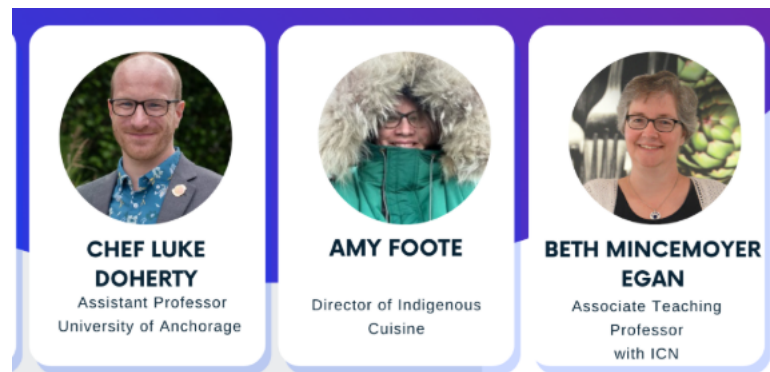 CHEF LUKE
DOHERTY
Assistant Professor
University of Anchorage
AMY FOOTE
Director of Indigenous
Cuisine
BETH MINCEMOYER
EGAN
Associate Teaching
Professor
with ICN